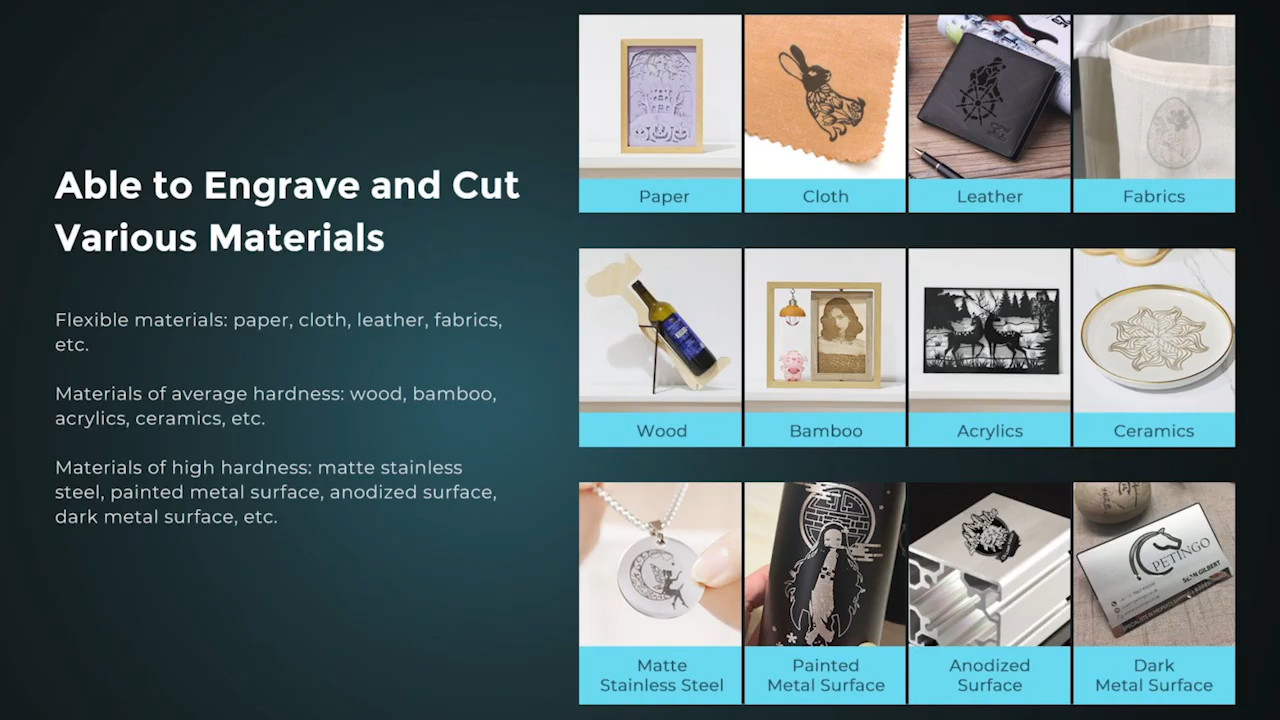 Able to Engrave and Cut
Various Materials
Flexible materials: paper, cloth, leather, fabrics,
etc.
Materials of average hardness: wood, bamboo,
acrylics, ceramics, etc.
Materials of high hardness: matte stainless
steel, painted metal surface, anodized surface,
dark metal surface, etc.
Paper
Cloth
Leather
Fabrics
Wood
Bamboo
Acrylics
Ceramics
PETINGO
SEAN GILBERT
Matte
Stainless Steel
Painted
Metal Surface
Anodized
Surface
Dark
Metal Surface